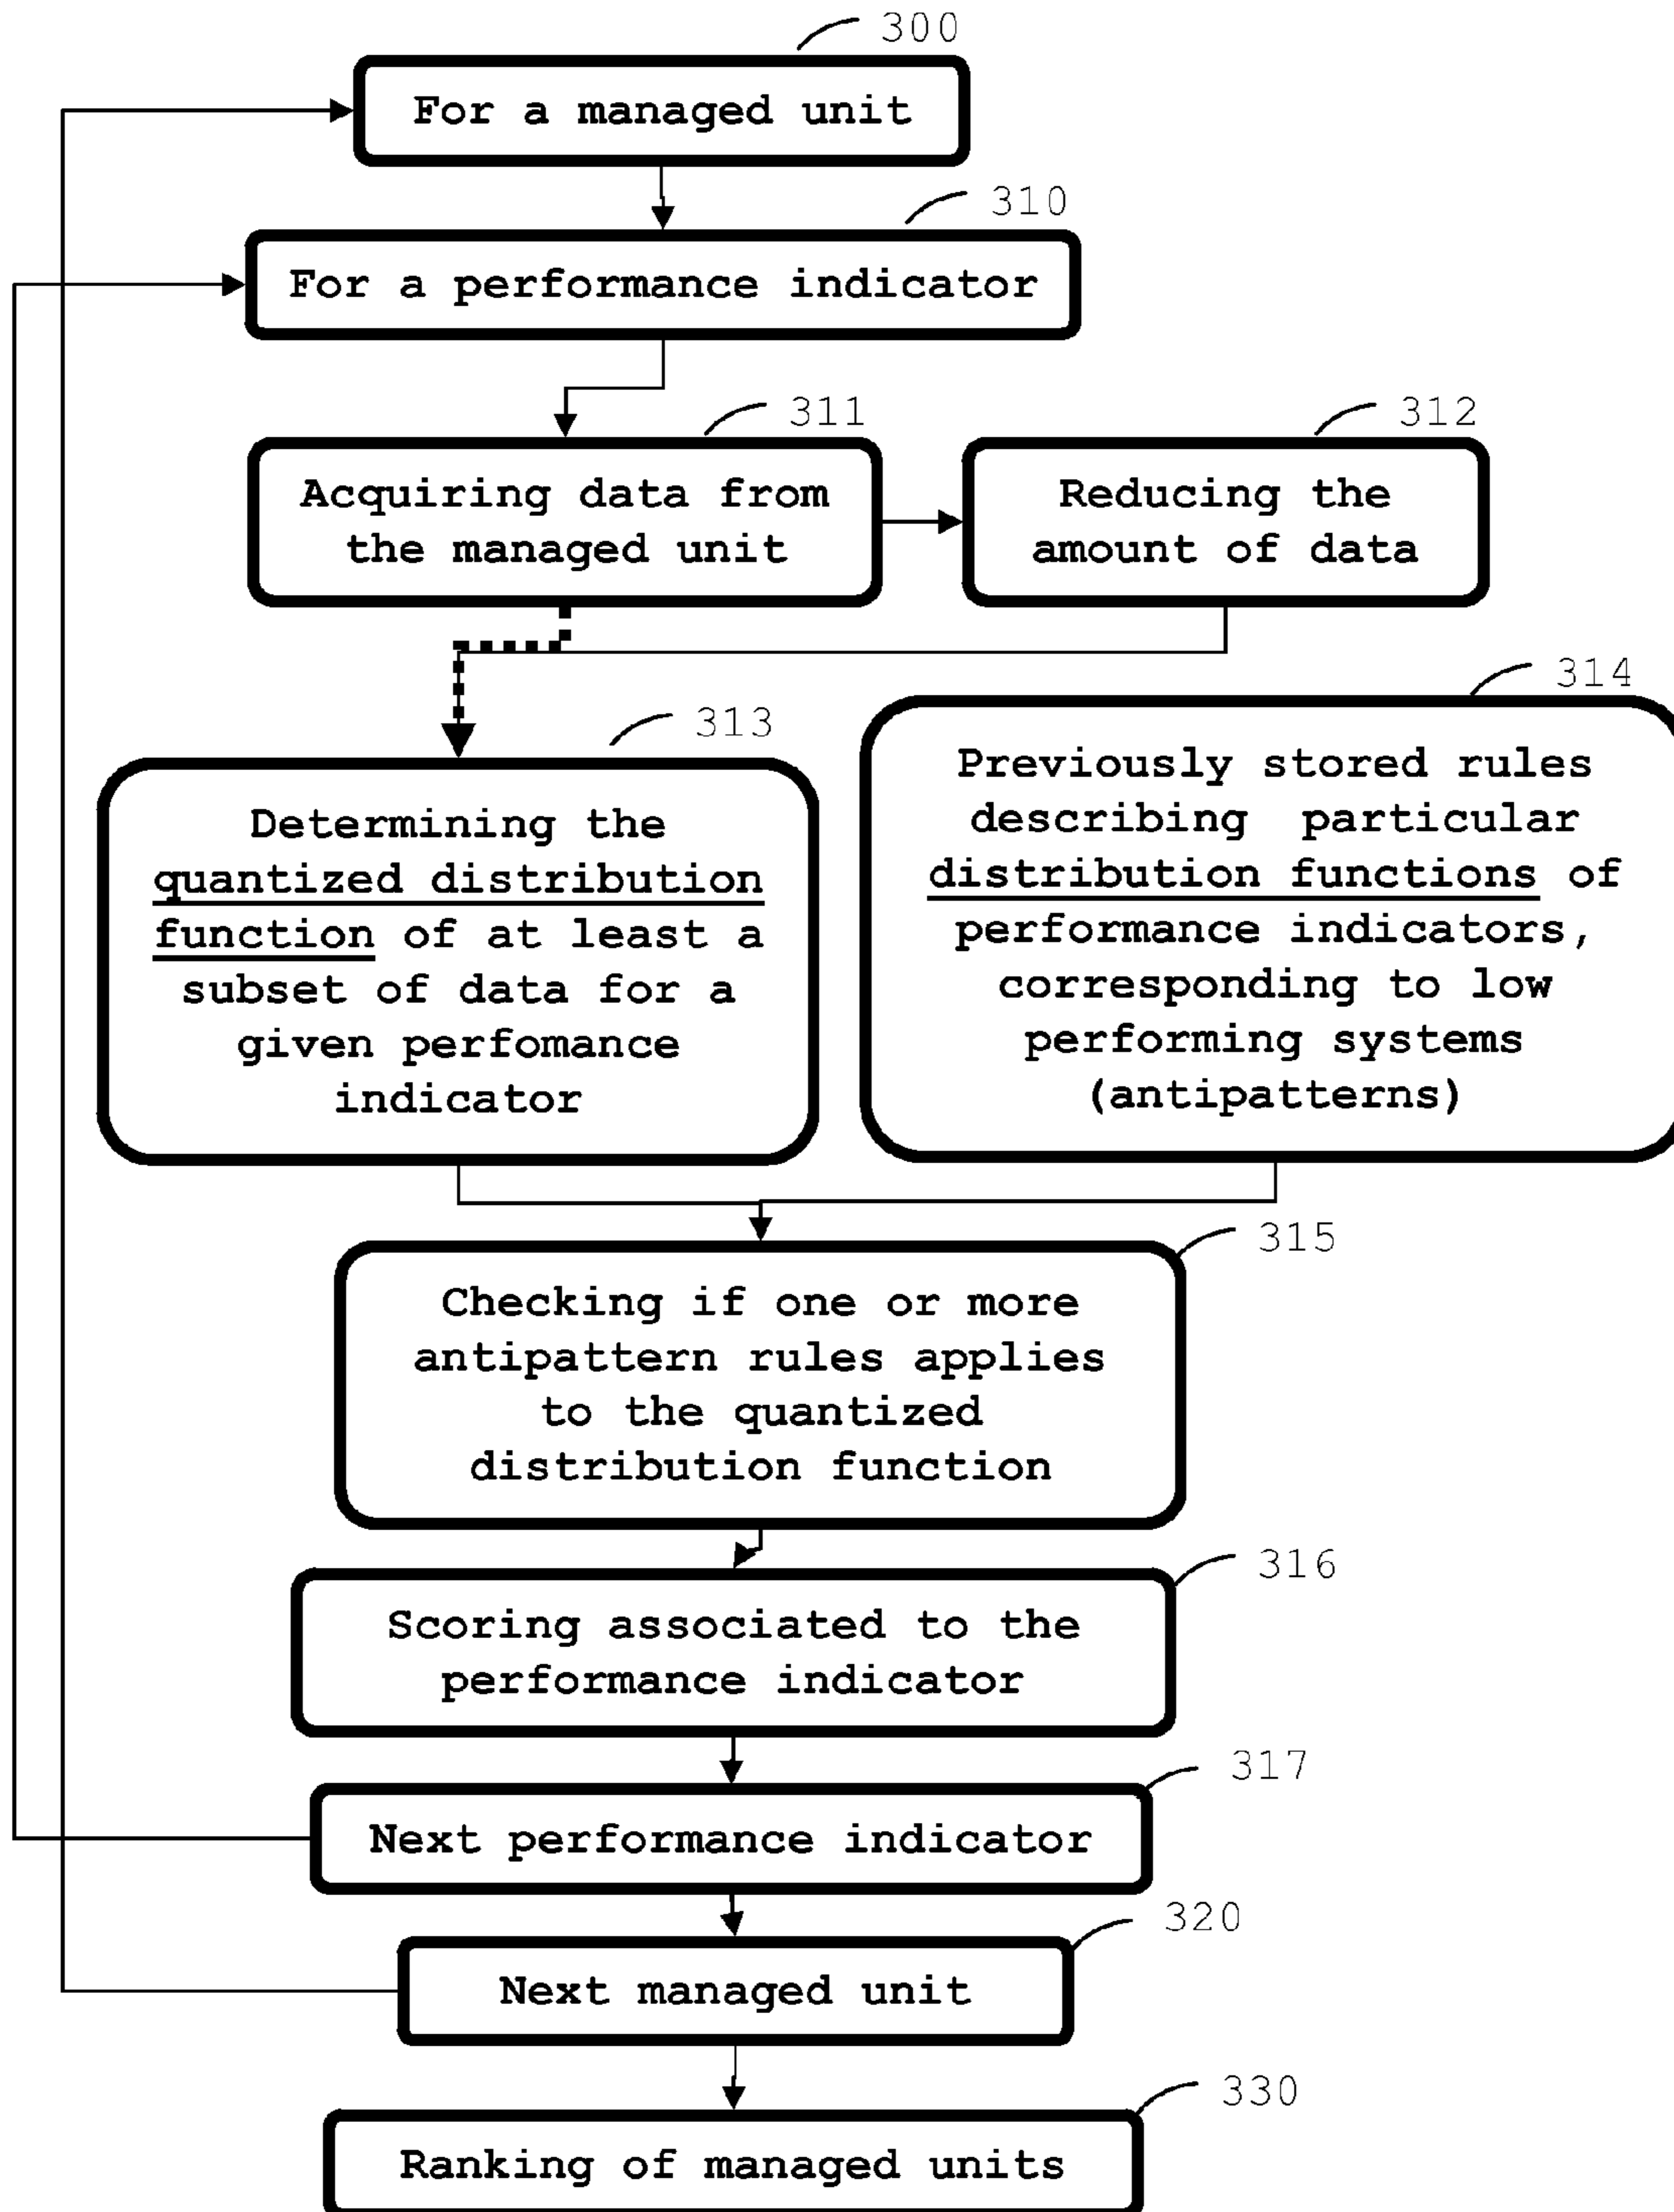 300
For a managed unit
310
For a performance indicator
311
Acquiring data from
the managed unit
312
Reducing the
amount of data
313
Determining the
quantized distribution
function of at least a
subset of data for a
given perfomance
indicator
314
Previously stored rules
describing particular
distribution functions of
performance indicators,
corresponding to low
performing systems
(antipatterns)
315
Checking if one or more
antipattern rules applies
to the quantized
distribution function
316
Scoring associated to the
performance indicator
317
Next performance indicator
320
Next managed unit
330
Ranking of managed units